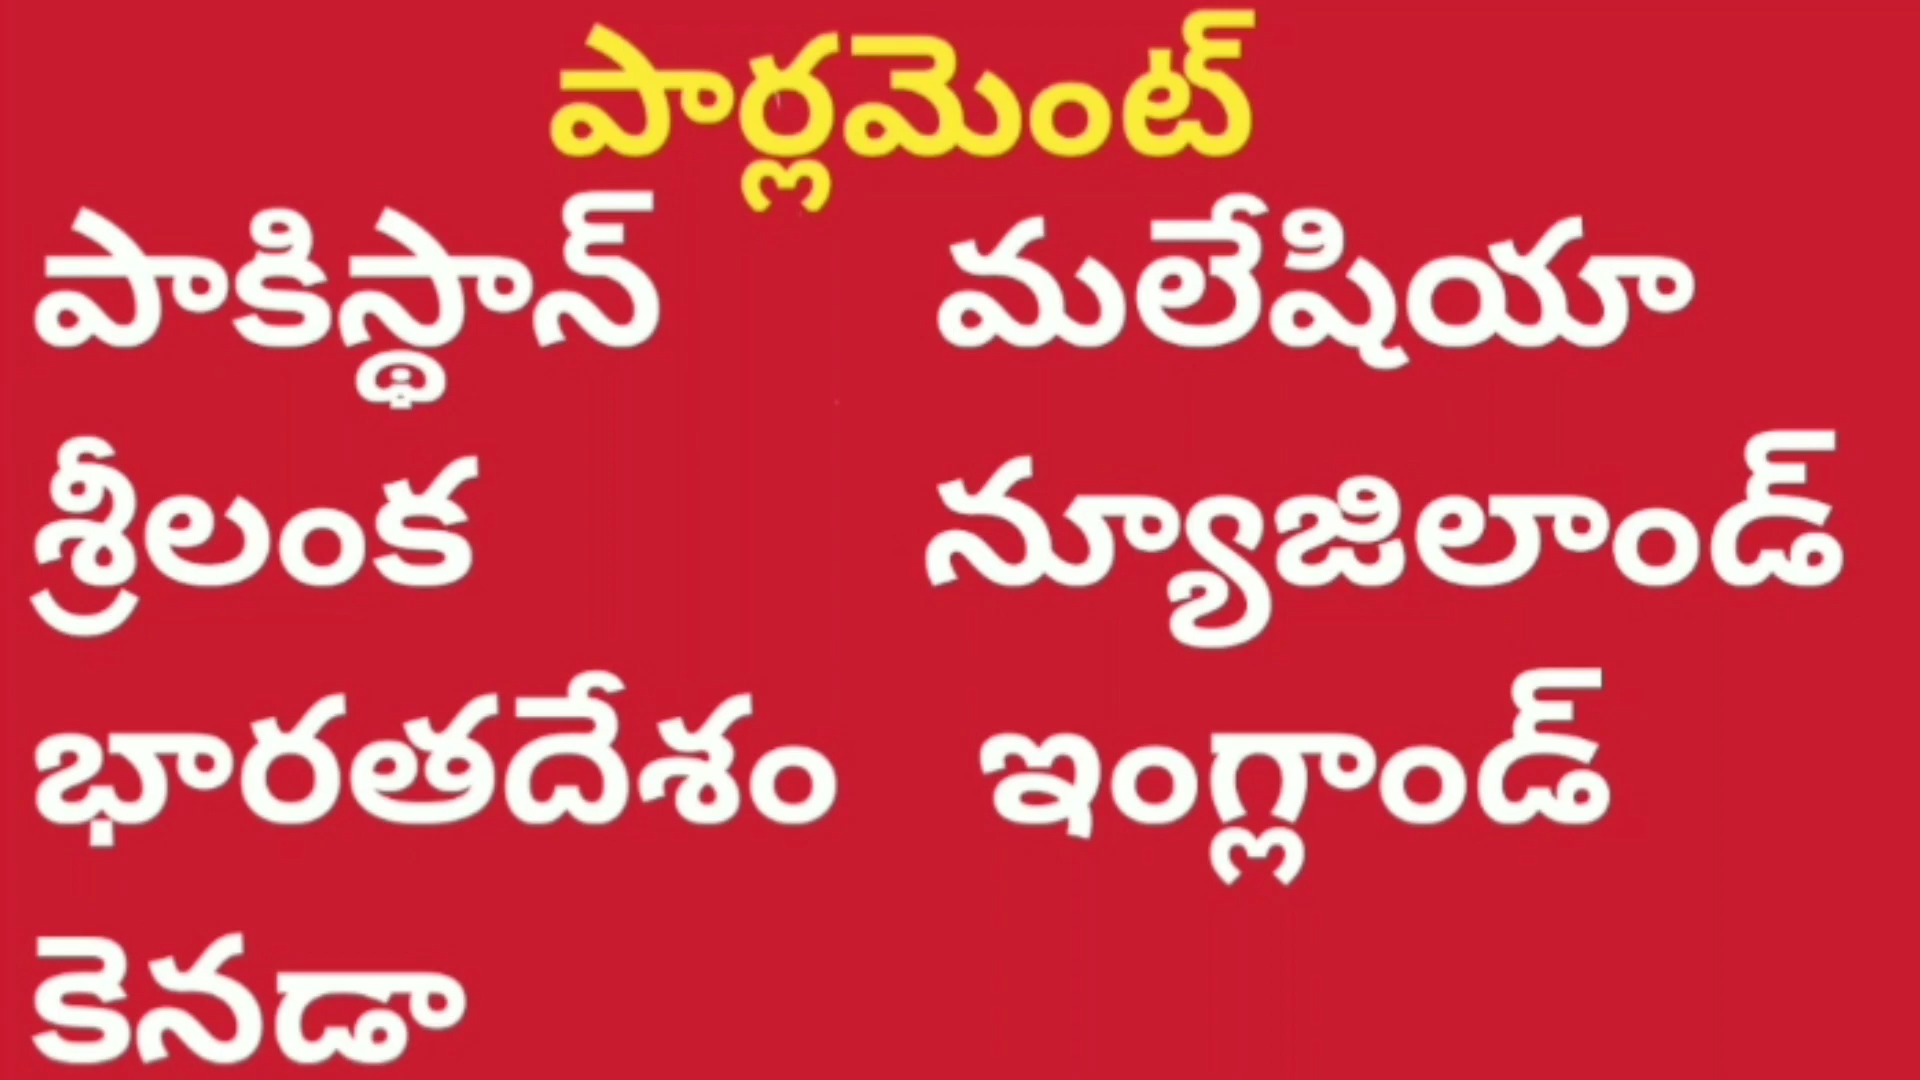 పార్లమెంట్
పాకిస్థాన్ మలేషియా
శ్రీలంక న్యూజిలాండ్
భారతదేశం ఇంగ్లాండ్
కెనడా